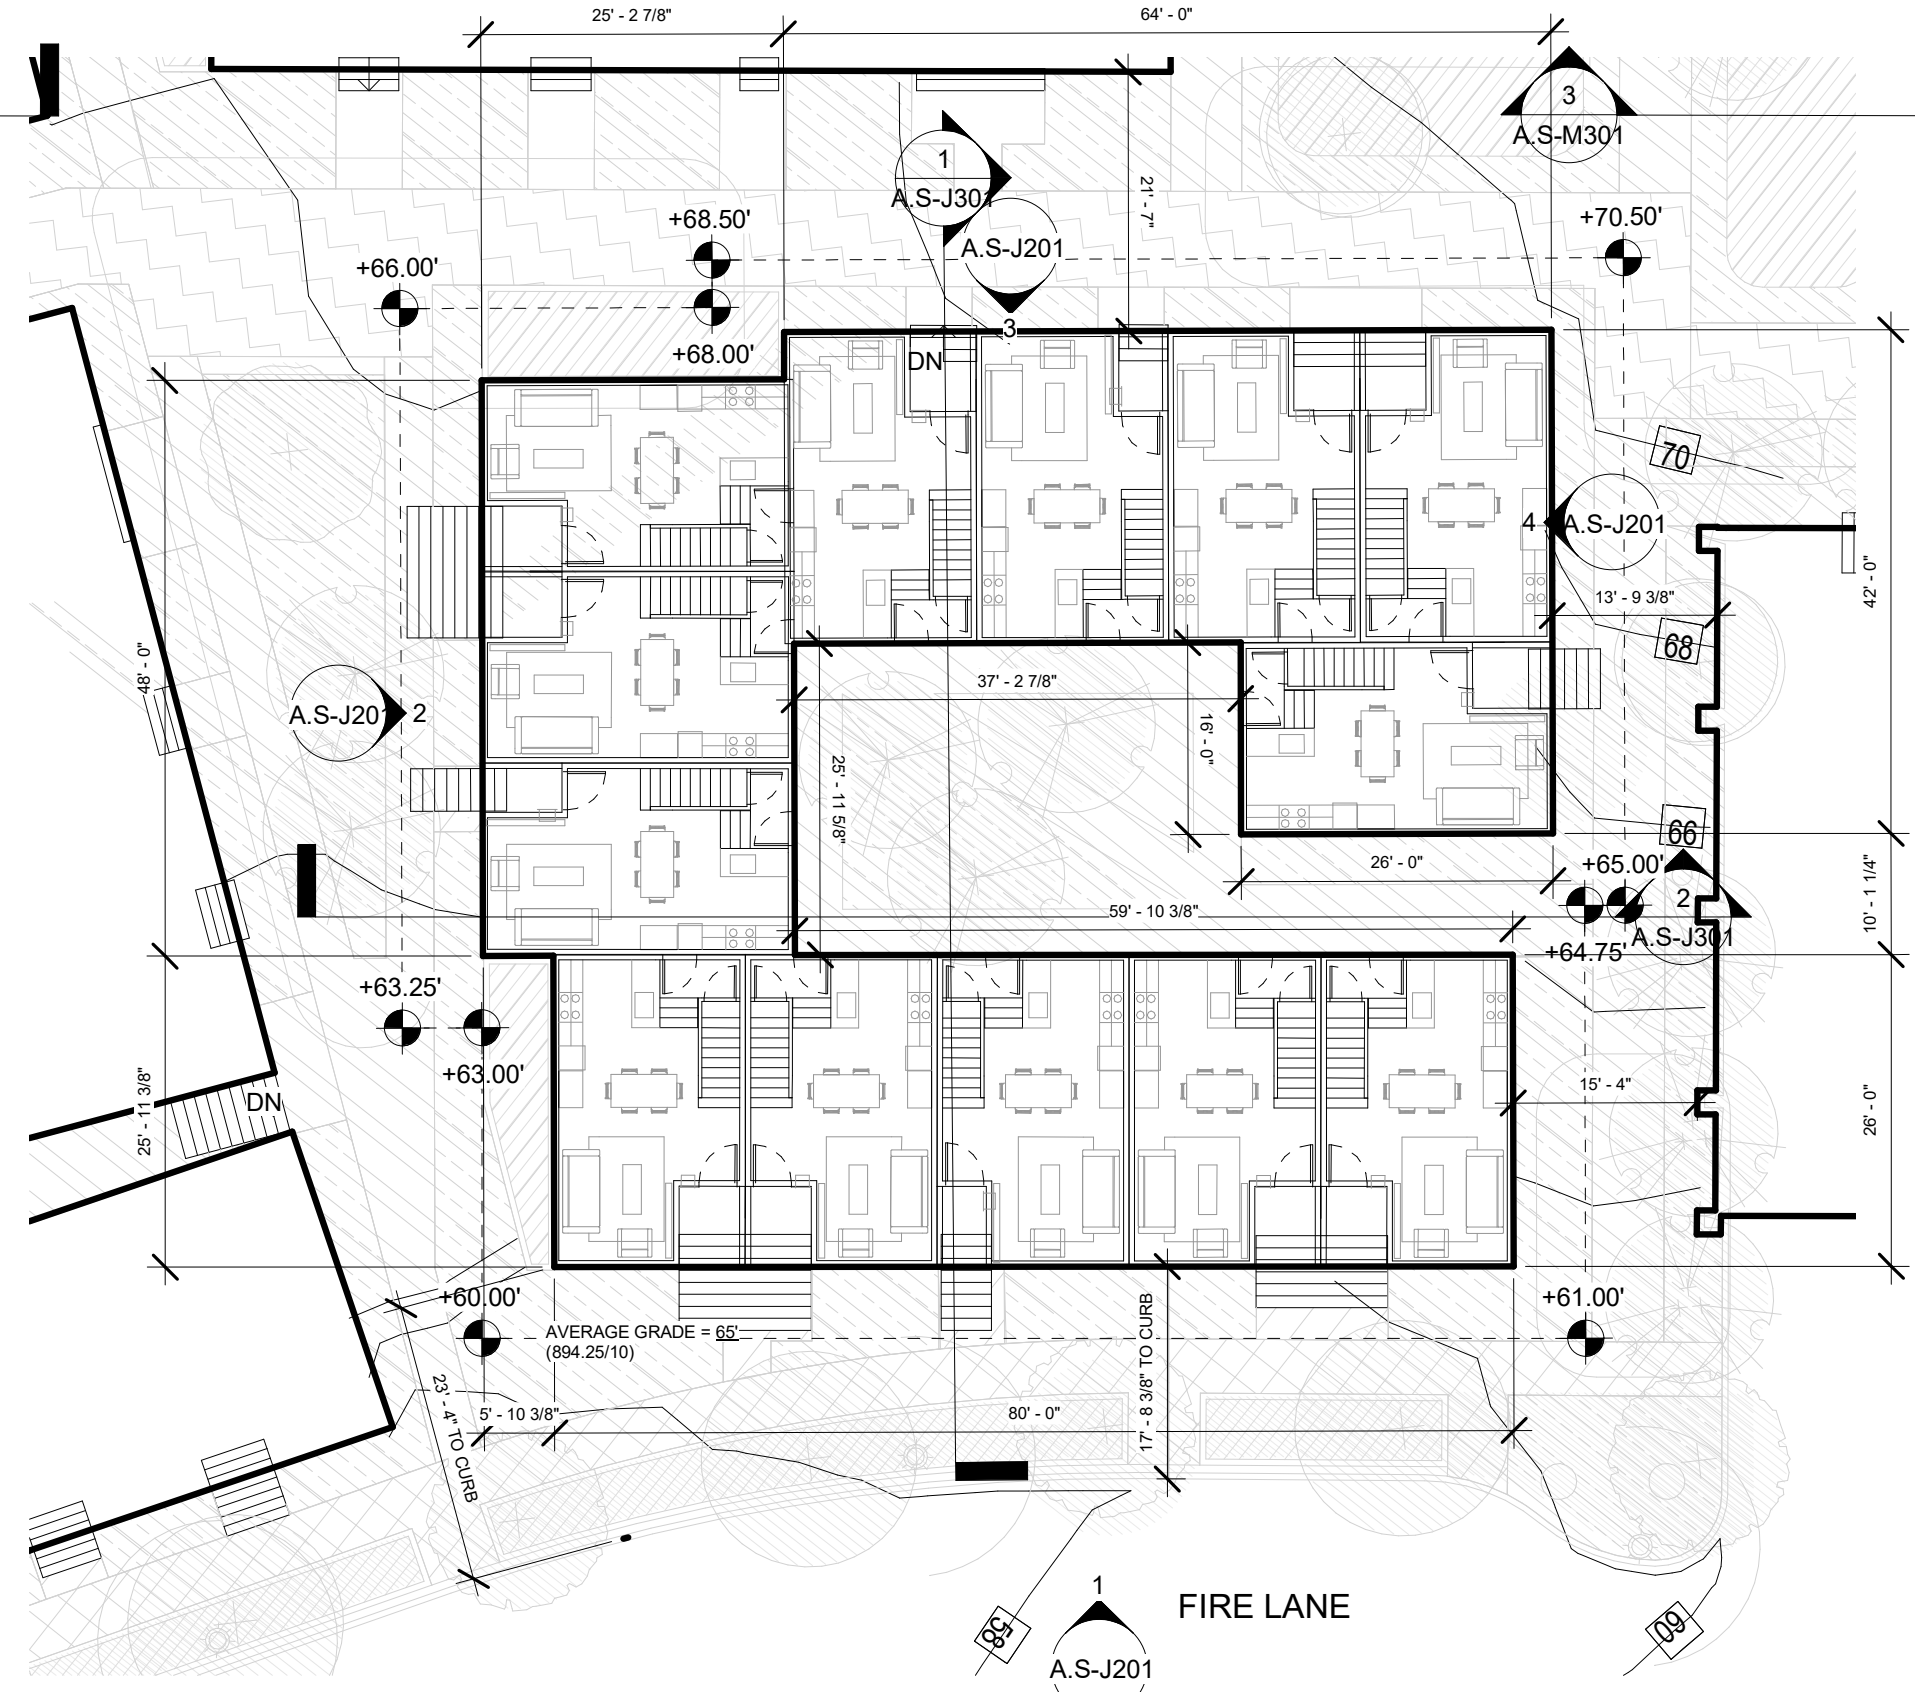 25' - 2 7/8"
64' - 0"
3
A.S-M301
1
A.S-J301
21' - 7"
+68.50'
A.S-J201
3
+70.50'
+66.00'
+68.00'
DN
70
4
A.S-J201
42' - 0"
13' - 9 3/8"
68
48' - 0"
37' - 2 7/8"
A.S-J201
2
16' - 0"
25' - 11 5/8"
66
26' - 0"
+65.00'
10' - 1 1/4"
2
A.S-J301
59' - 10 3/8"
+64.75'
+63.25'
+63.00'
DN
25' - 11 3/8"
15' - 4"
26' - 0"
+60.00'
+61.00'
AVERAGE GRADE = 65'
(894.25/10)
17' - 8 3/8" TO CURB
23' - 4" TO CURB
5' - 10 3/8"
80' - 0"
1
A.S-J201
FIRE LANE
58
60